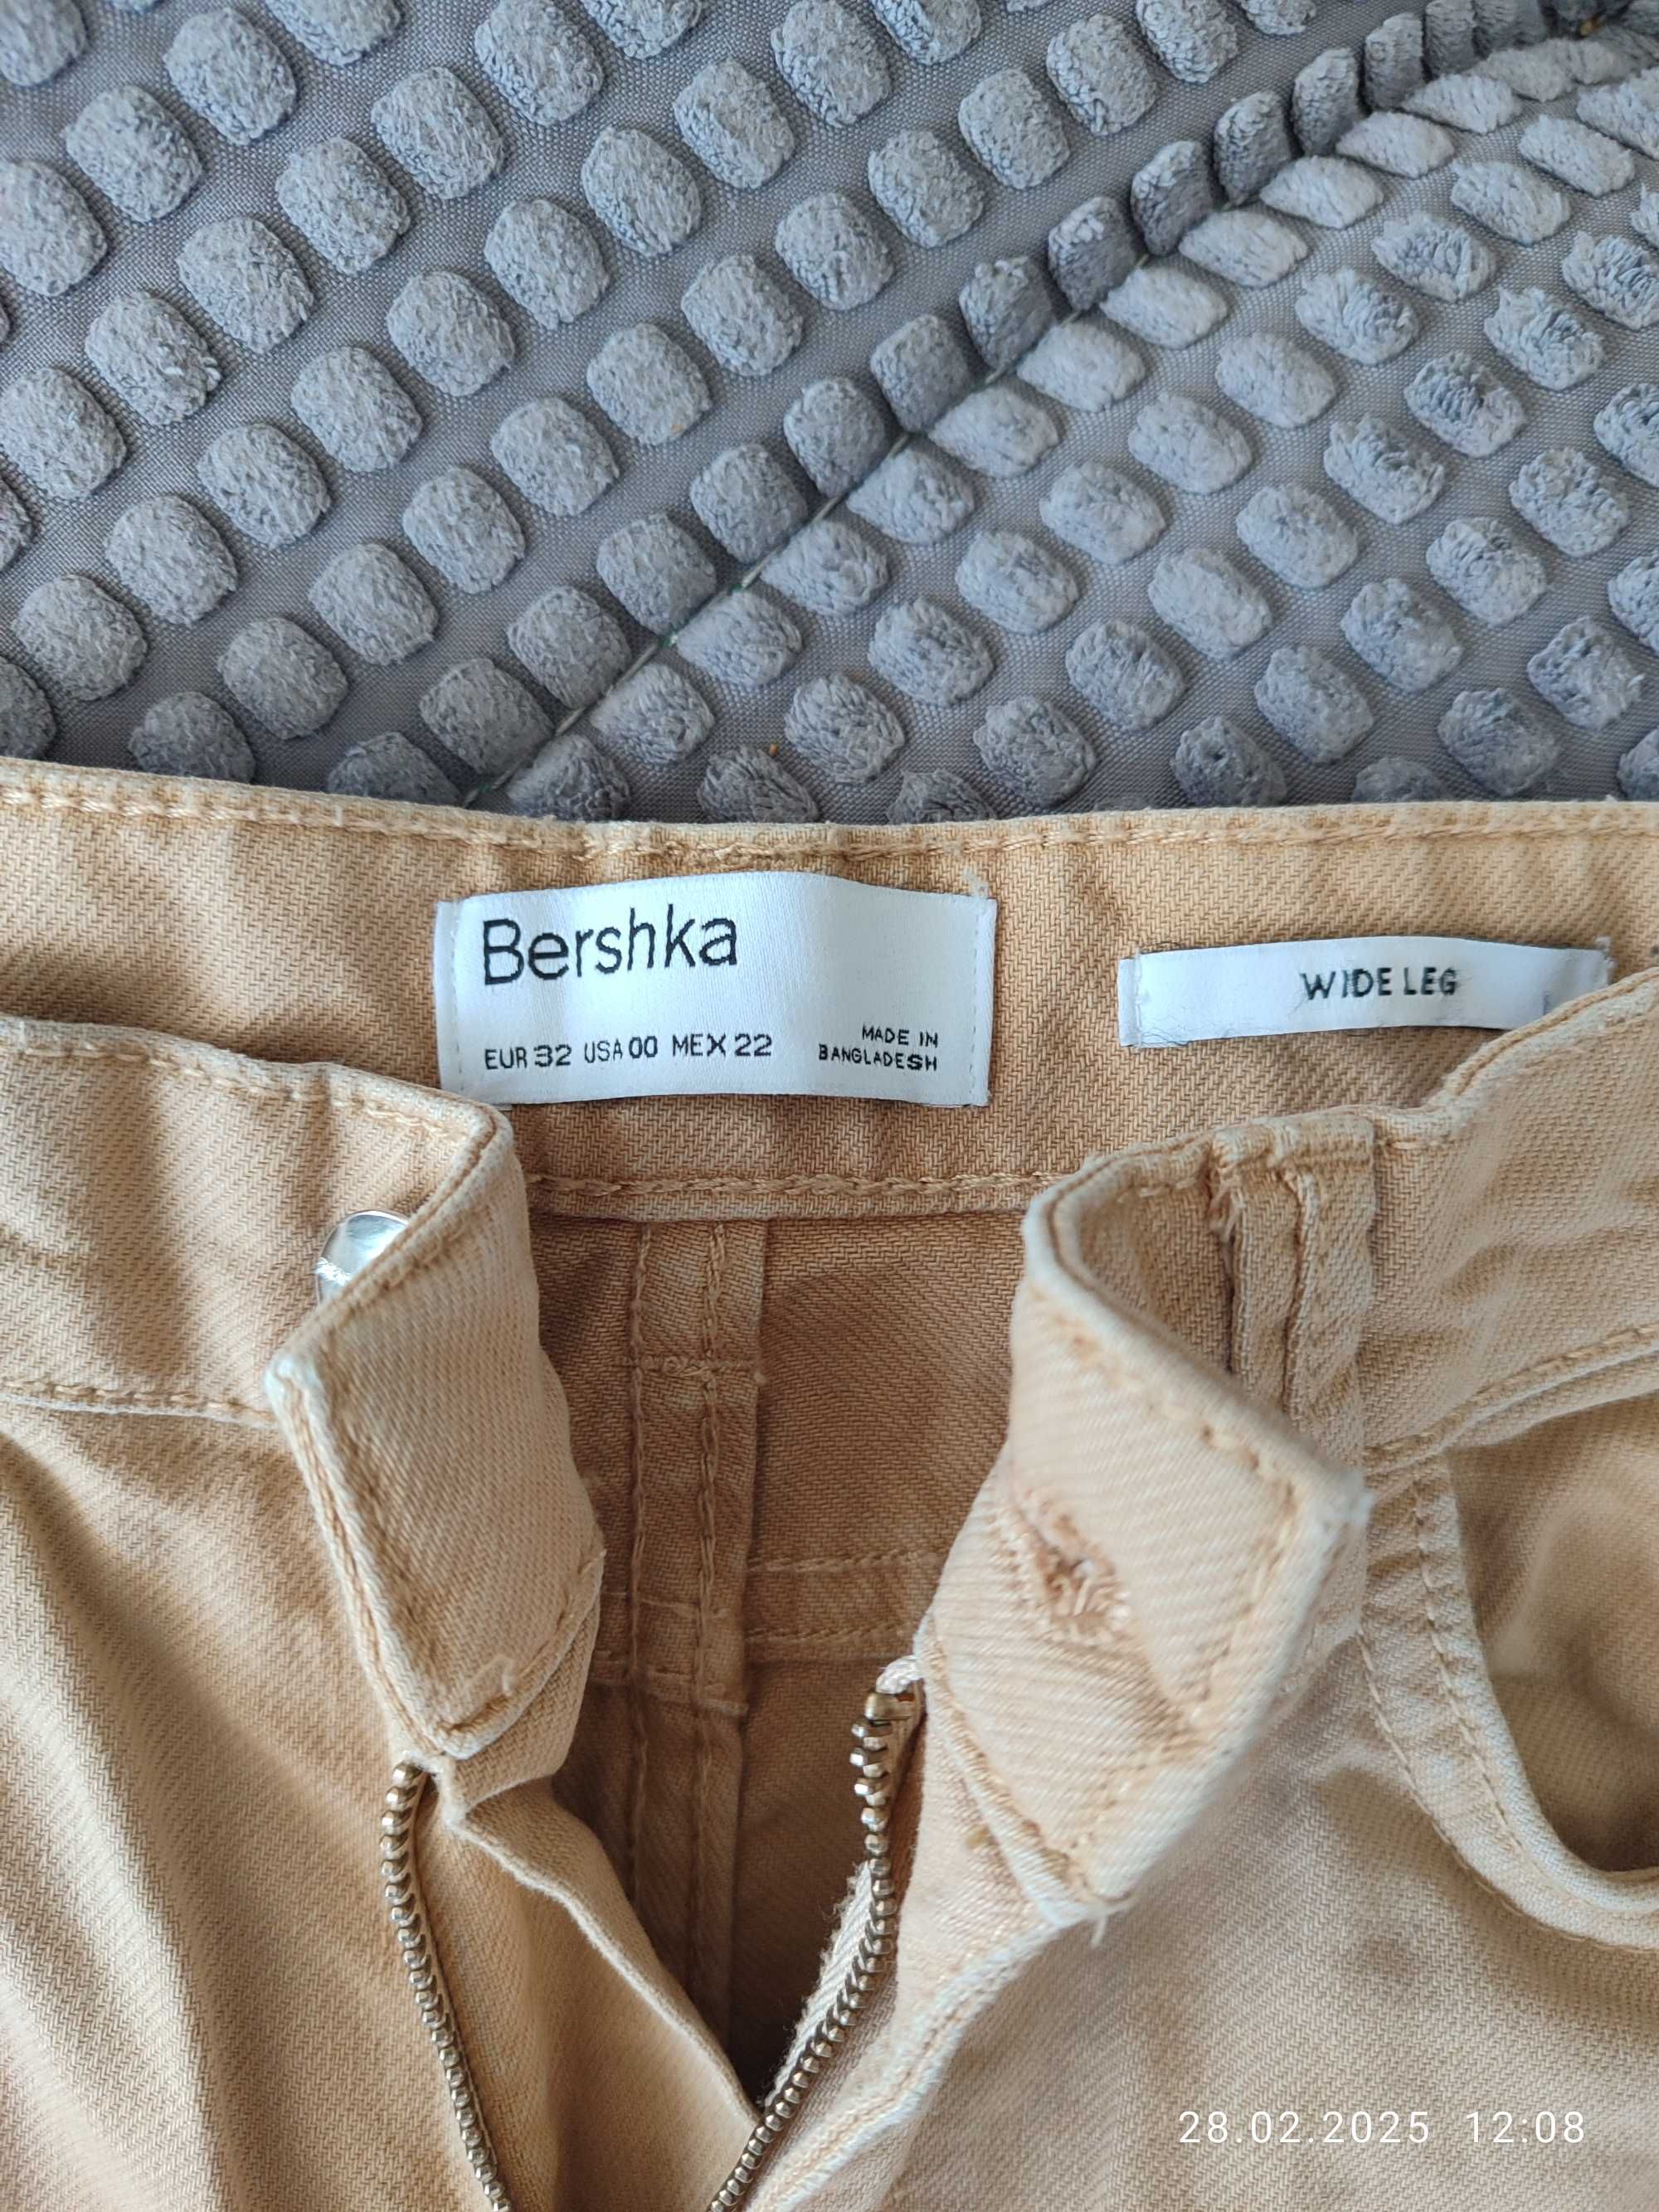 Bershka
EUR 32 USA 00 MEX 22
MADE IN
BANGLADESH
WIDE LEG
28.02.2025 12:08